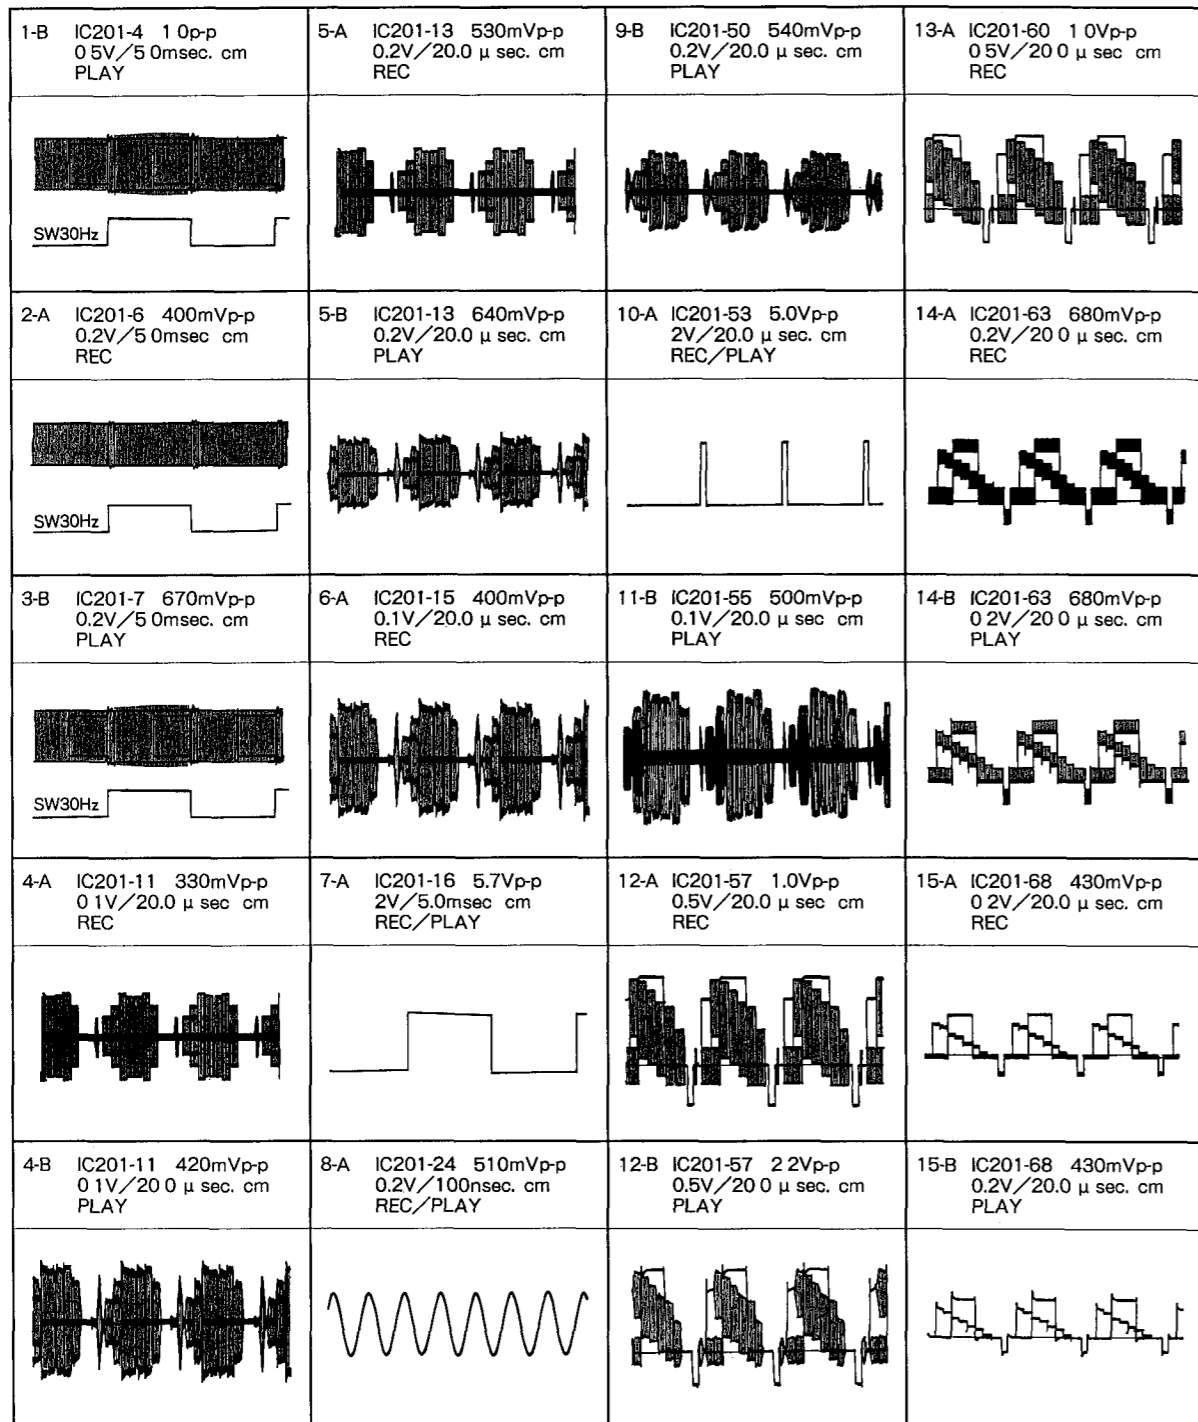 1-B IC201-4 1 0p-p
0 5V/5 0msec. cm
PLAY
SW30Hz
2-A IC201-6 400mVp-p
0.2V/5 0msec cm
REC
SW30Hz
3-B IC201-7 670mVp-p
0.2V/5 0msec. cm
PLAY
SW30Hz
4-A IC201-11 330mVp-p
0 1V/20.0 μ sec cm
REC
4-B IC201-11 420mVp-p
0 1V/20 0 μ sec. cm
PLAY
5-A IC201-13 530mVp-p
0.2V/20.0 μ sec. cm
REC
5-B IC201-13 640mVp-p
0.2V/20.0 μ sec. cm
PLAY
6-A IC201-15 400mVp-p
0.1V/20.0 μ sec. cm
REC
7-A IC201-16 5.7Vp-p
2V/5.0msec cm
REC/PLAY
8-A IC201-24 510mVp-p
0.2V/100nsec. cm
REC/PLAY
9-B IC201-50 540mVp-p
0.2V/20.0 μ sec. cm
PLAY
10-A IC201-53 5.0Vp-p
2V/20.0 μ sec. cm
REC/PLAY
11-B IC201-55 500mVp-p
0.1V/20.0 μ sec cm
PLAY
12-A IC201-57 1.0Vp-p
0.5V/20.0 μ sec. cm
REC
12-B IC201-57 2 2Vp-p
0.5V/20 0 μ sec. cm
PLAY
13-A IC201-60 1 0Vp-p
0 5V/20 0 μ sec cm
REC
14-A IC201-63 680mVp-p
0.2V/20 0 μ sec. cm
REC
14-B IC201-63 680mVp-p
0 2V/20 0 μ sec. cm
PLAY
15-A IC201-68 430mVp-p
0 2V/20.0 μ sec. cm
REC
15-B IC201-68 430mVp-p
0.2V/20.0 μ sec. cm
PLAY